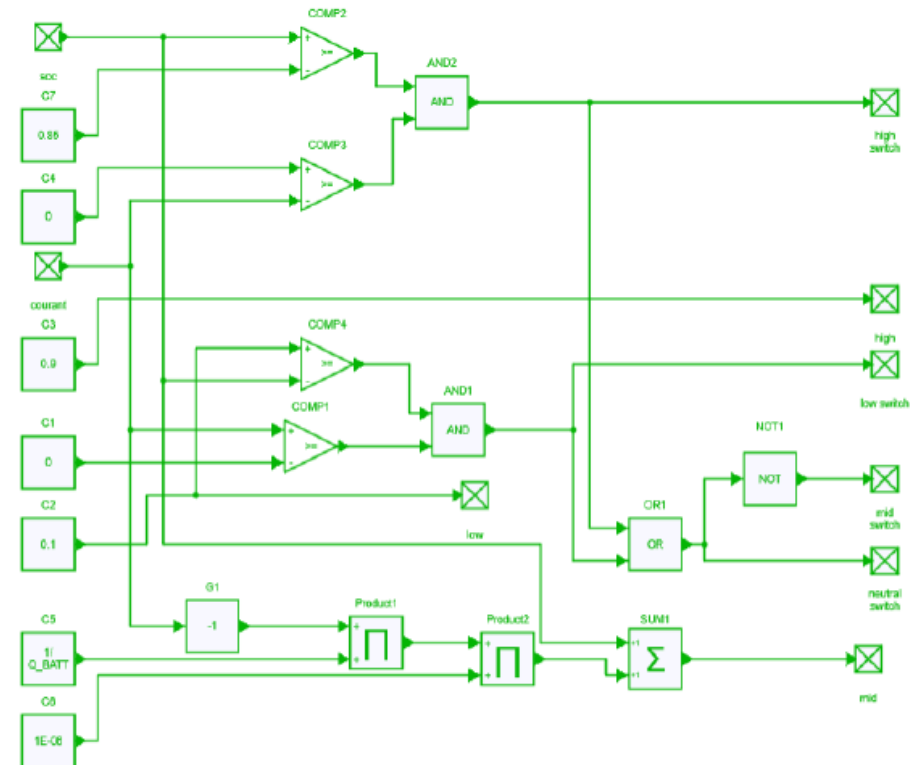 COMP2
+
>=
-
soc
C7
0.85
AND2
AND
high
switch
COMP3
+
>=
-
C4
0
courant
C3
0.9
high
COMP4
+
>=
-
low switch
AND1
AND
COMP1
+
>=
-
C1
0
NOT1
NOT
mid
switch
C2
0.1
low
OR1
OR
neutral
switch
G1
-1
Product1
+
∏
+
Product2
+
∏
+
SUM1
+1
Σ
+1
mid
C5
1/
Q_BATT
C6
1E-06